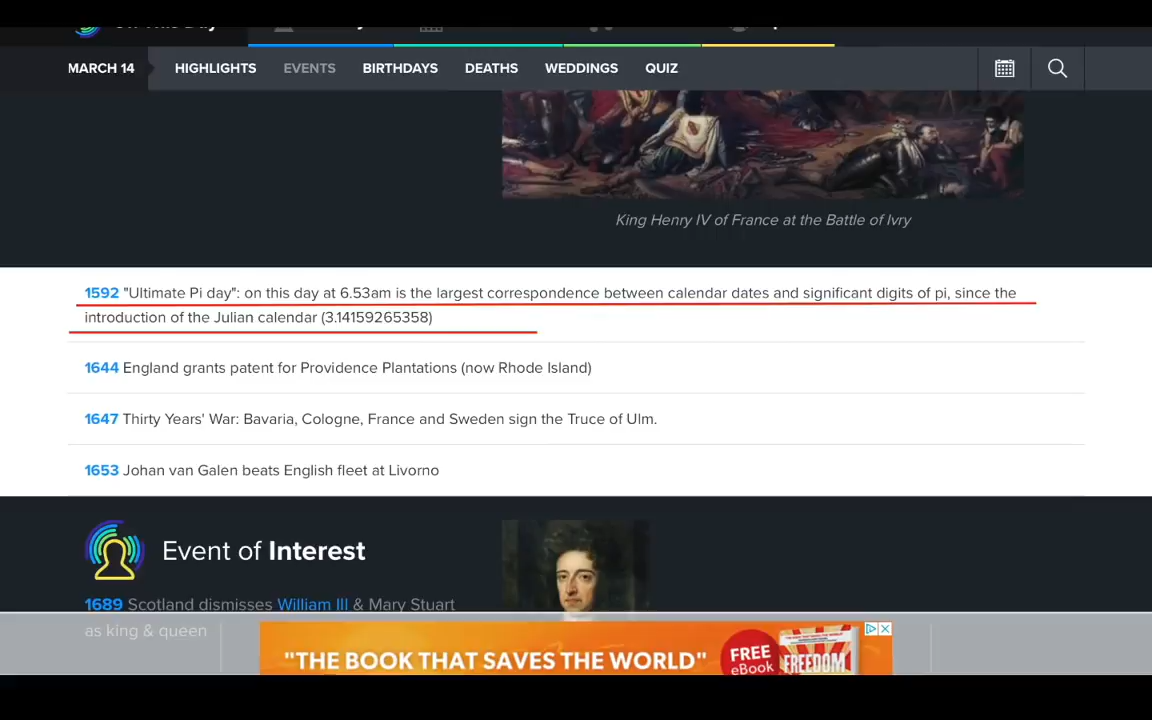 MARCH 14
HIGHLIGHTS
EVENTS
BIRTHDAYS
DEATHS
WEDDINGS
QUIZ
King Henry IV of France at the Battle of Ivry
1592 "Ultimate Pi day": on this day at 6.53am is the largest correspondence between calendar dates and significant digits of pi, since the
introduction of the Julian calendar (3.14159265358)
1644 England grants patent for Providence Plantations (now Rhode Island)
1647 Thirty Years' War: Bavaria, Cologne, France and Sweden sign the Truce of Ulm.
1653 Johan van Galen beats English fleet at Livorno
Event of Interest
1689 Scotland dismisses William III & Mary Stuart
as king & queen
"THE BOOK THAT SAVES THE WORLD"
FREE
eBook
FREEDOM